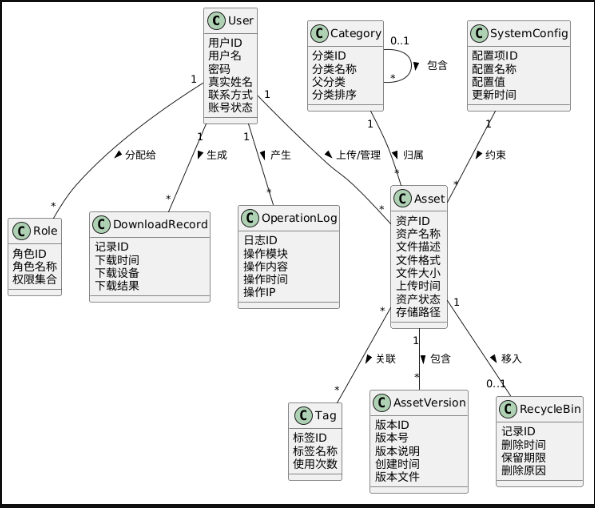 C User
用户ID
用户名
密码
真实姓名
联系方式
账号状态
C Category
分类ID
分类名称
父分类
分类排序
0..1
*
包含
C SystemConfig
配置项ID
配置名称
配置值
更新时间
1
1
1
1
1
1
分配给
生成
产生
上传/管理
归属
约束
*
*
*
*
*
*
C Role
角色ID
角色名称
权限集合
C DownloadRecord
记录ID
下载时间
下载设备
下载结果
C OperationLog
日志ID
操作模块
操作内容
操作时间
操作IP
C Asset
资产ID
资产名称
文件描述
文件格式
文件大小
上传时间
资产状态
存储路径
*
1
1
关联
包含
移入
*
*
0..1
C Tag
标签ID
标签名称
使用次数
C AssetVersion
版本ID
版本号
版本说明
创建时间
版本文件
C RecycleBin
记录ID
删除时间
保留期限
删除原因